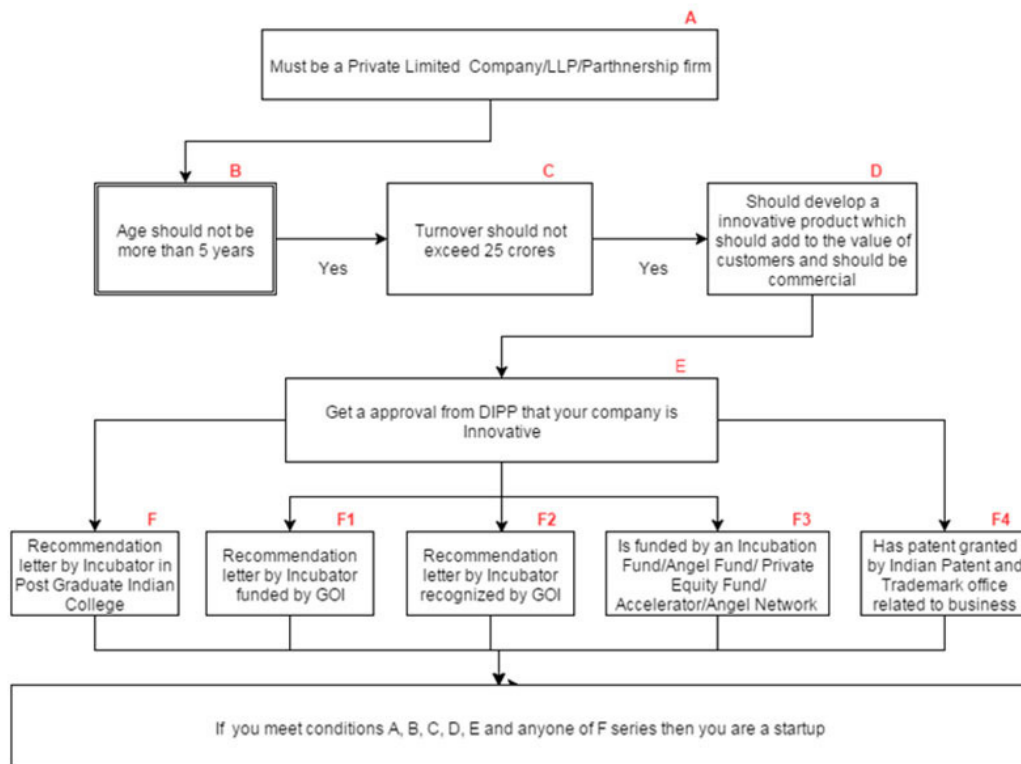 A
Must be a Private Limited Company/LLP/Parthnership firm
B
Age should not be
more than 5 years
Yes
C
Turnover should not
exceed 25 crores
Yes
D
Should develop a
innovative product which
should add to the value of
customers and should be
commercial
E
Get a approval from DIPP that your company is
Innovative
F
Recommendation
letter by Incubator in
Post Graduate Indian
College
F1
Recommendation
letter by Incubator
funded by GOI
F2
Recommendation
letter by Incubator
recognized by GOI
F3
Is funded by an Incubation
Fund/Angel Fund/ Private
Equity Fund/
Accelerator/Angel Network
F4
Has patent granted
by Indian Patent and
Trademark office
related to business
If you meet conditions A, B, C, D, E and anyone of F series then you are a startup